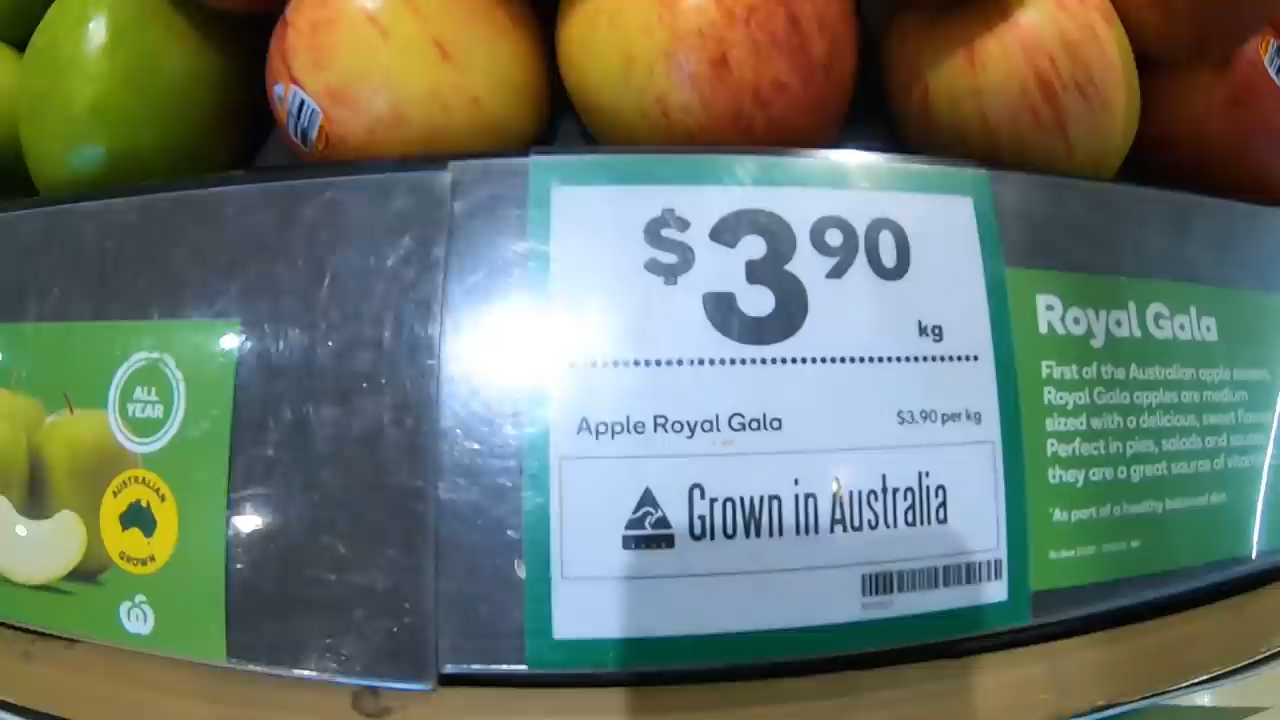 ALL
YEAR
AUSTRALIAN
GROWN
$3 90
kg
Apple Royal Gala $3.90 per kg
Grown in Australia
Royal Gala
First of the Australian apple season,
Royal Gala apples are medium
sized with a delicious, sweet
Perfect in pies, salads and
they are a great source of
*As part of a healthy balanced diet.